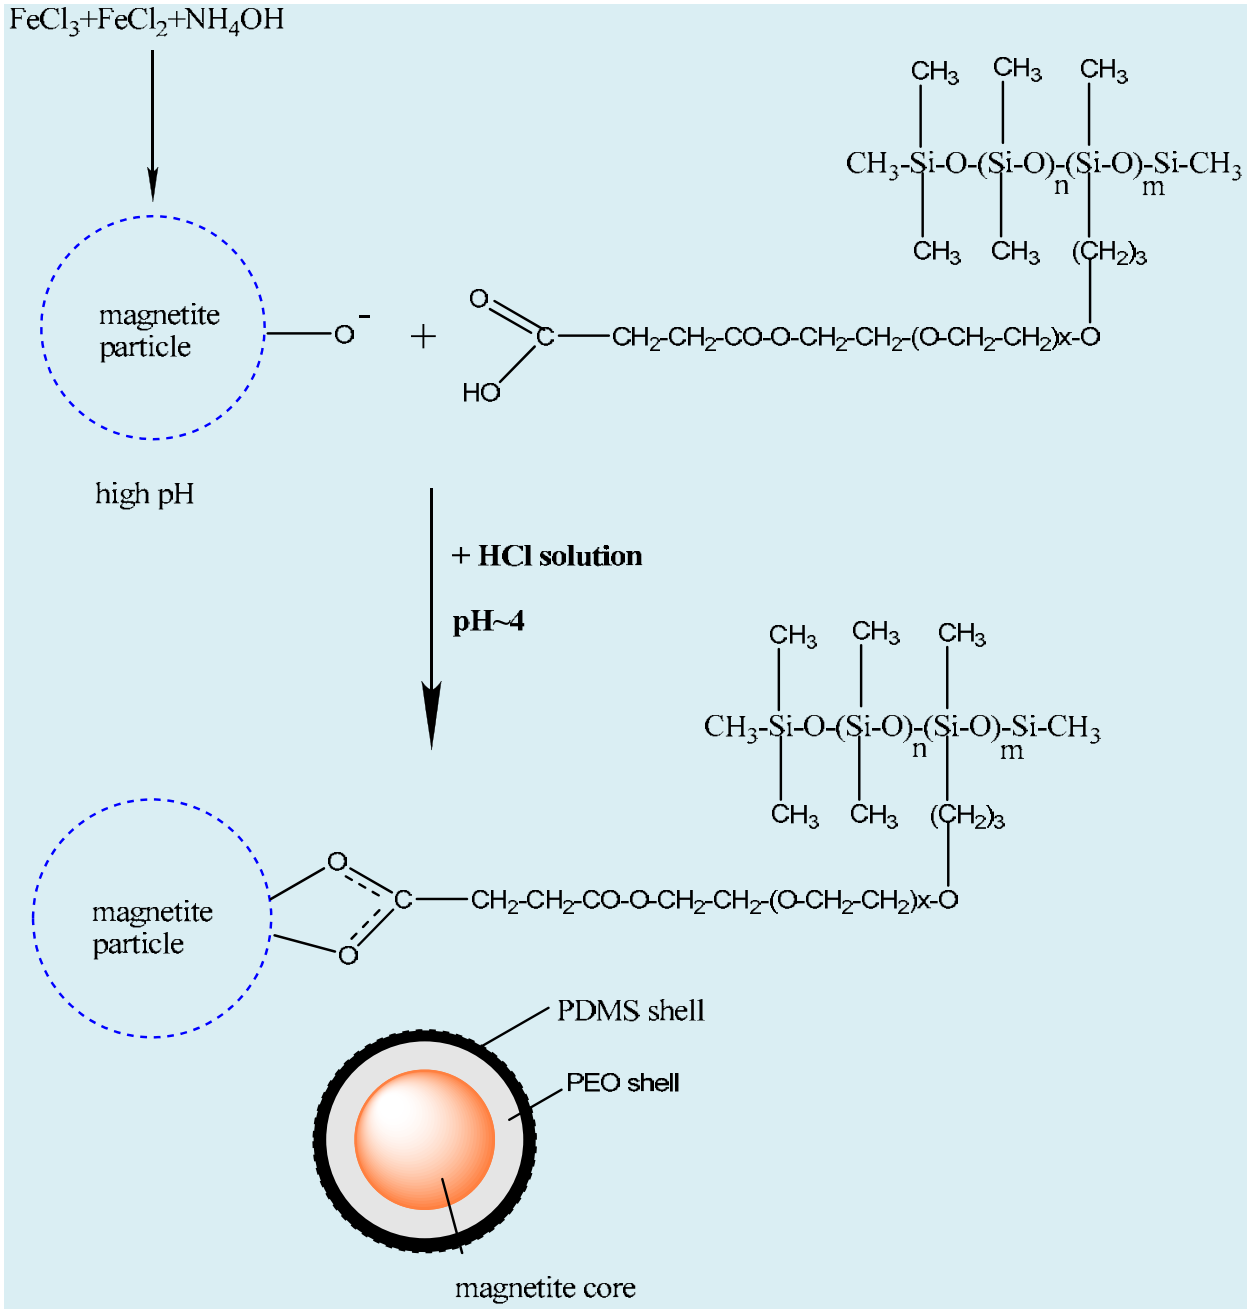 FeCl3+FeCl2+NH4OH
CH3 CH3 CH3
CH3-Si-O-(Si-O)n-(Si-O)m-Si-CH3
CH3 CH3 (CH2)3
magnetite
particle
O- + O
C CH2-CH2-CO-O-CH2-CH2-(O-CH2-CH2)x-O
HO
high pH
+ HCl solution
pH~4
CH3 CH3 CH3
CH3-Si-O-(Si-O)n-(Si-O)m-Si-CH3
CH3 CH3 (CH2)3
magnetite
particle
O
C CH2-CH2-CO-O-CH2-CH2-(O-CH2-CH2)x-O
O
PDMS shell
PEO shell
magnetite core